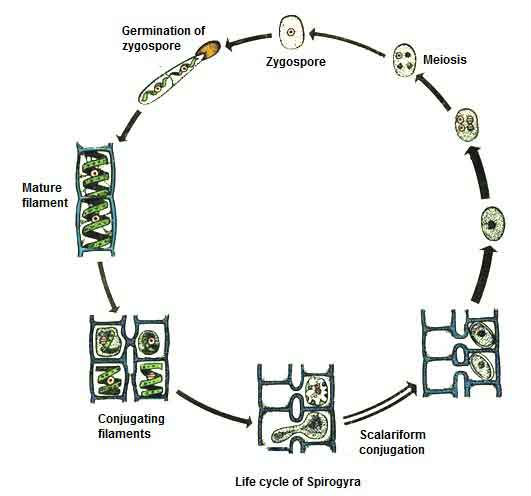 Germination of
zygospore
Zygospore
Meiosis
Mature
filament
Conjugating
filaments
Scalariform
conjugation
Life cycle of Spirogyra